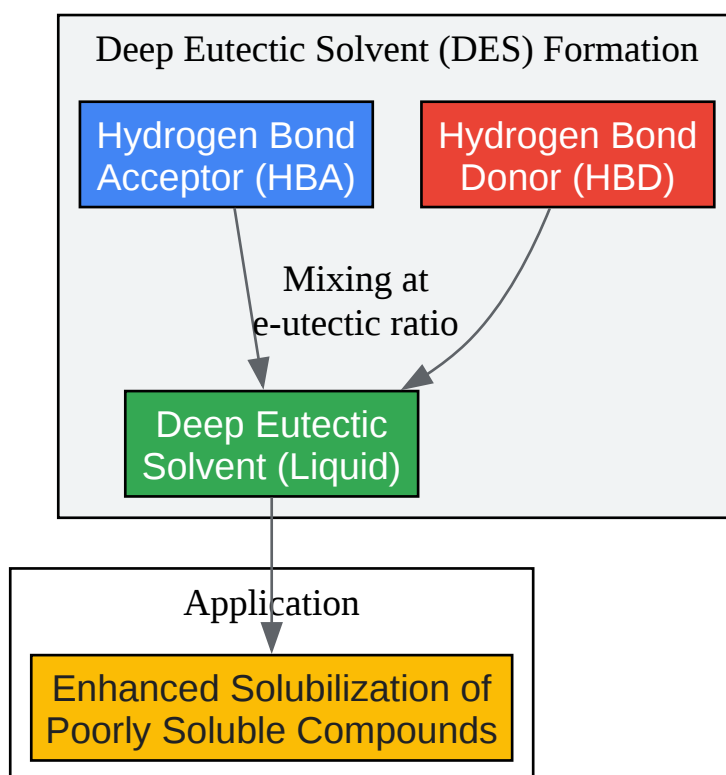 Deep Eutectic Solvent (DES) Formation
Hydrogen Bond
Acceptor (HBA)
Hydrogen Bond
Donor (HBD)
Mixing at
e-utectic ratio
Deep Eutectic
Solvent (Liquid)
Application
Enhanced Solubilization of
Poorly Soluble Compounds